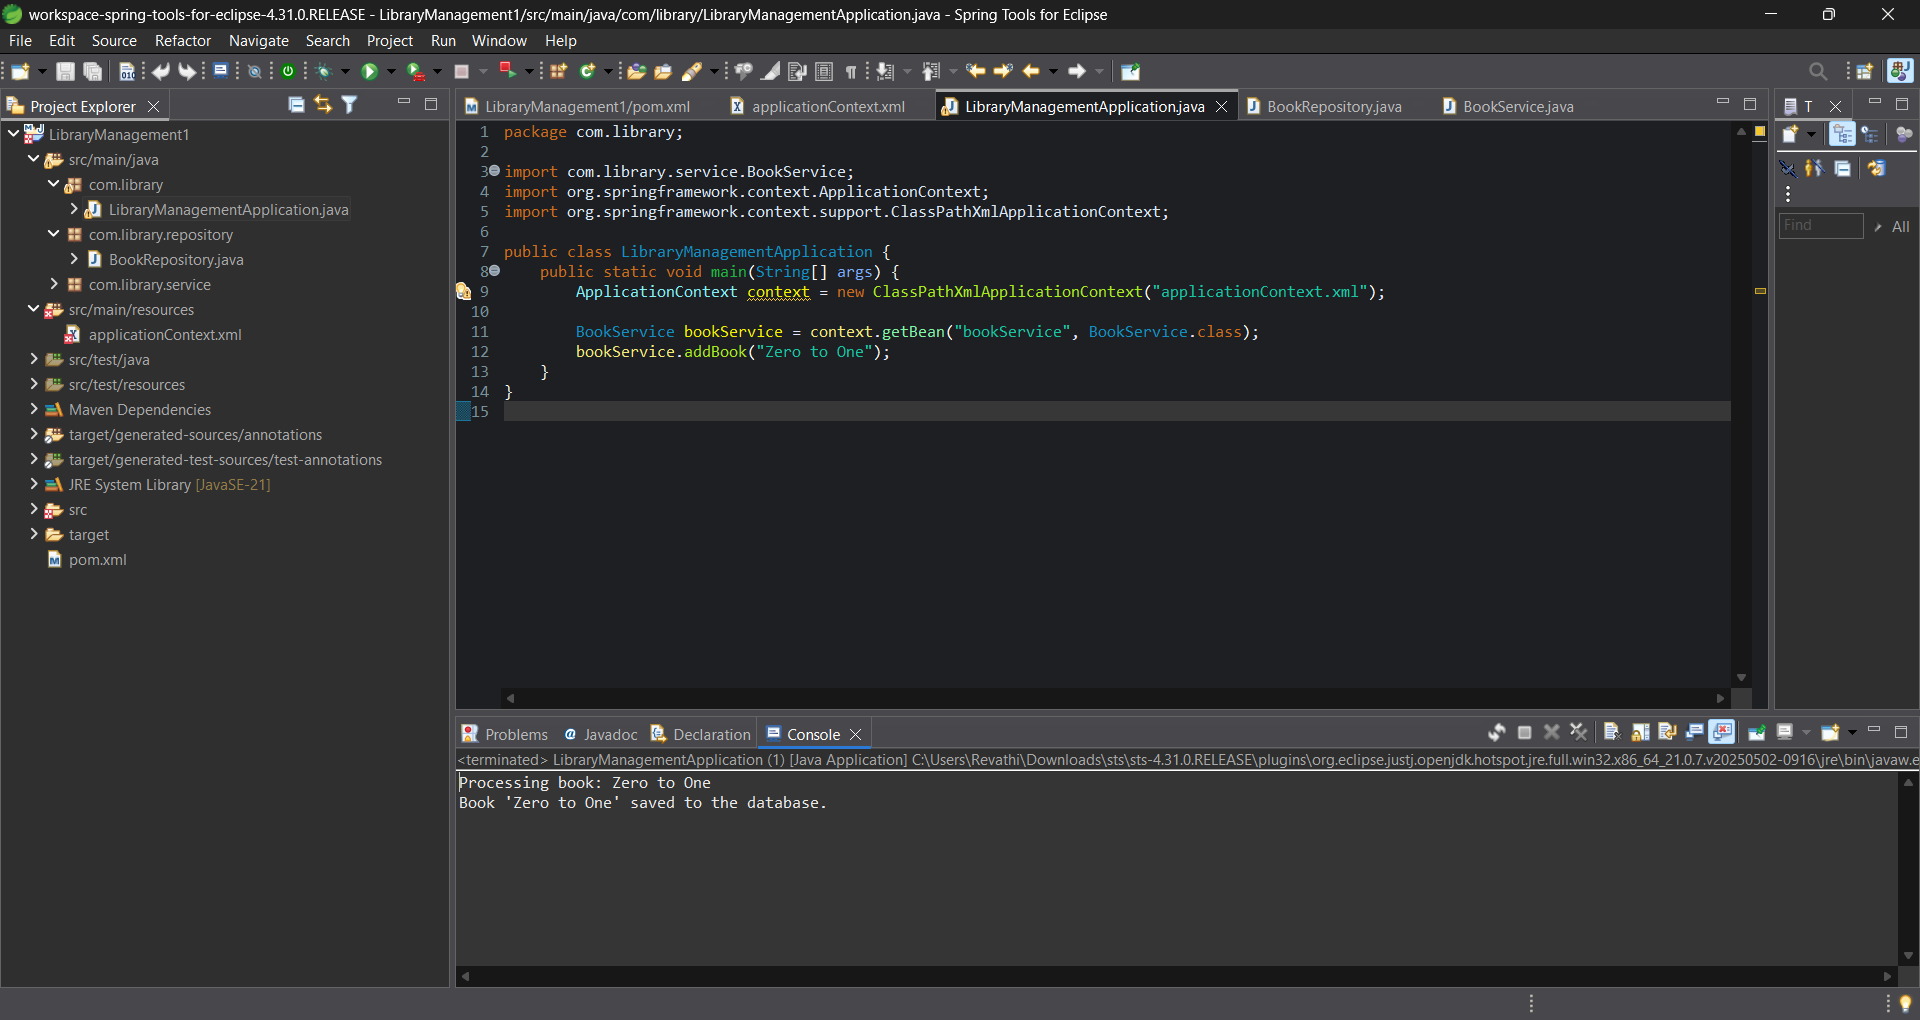 workspace-spring-tools-for-eclipse-4.31.0.RELEASE - LibraryManagement1/src/main/java/com/library/LibraryManagementApplication.java - Spring Tools for Eclipse
File Edit Source Refactor Navigate Search Project Run Window Help
Project Explorer
LibraryManagement1
src/main/java
com.library
LibraryManagementApplication.java
com.library.repository
BookRepository.java
com.library.service
src/main/resources
applicationContext.xml
src/test/java
src/test/resources
Maven Dependencies
target/generated-sources/annotations
target/generated-test-sources/test-annotations
JRE System Library [JavaSE-21]
src
target
pom.xml
LibraryManagement1/pom.xml applicationContext.xml LibraryManagementApplication.java BookRepository.java BookService.java
1 package com.library;
2
3 import com.library.service.BookService;
4 import org.springframework.context.ApplicationContext;
5 import org.springframework.context.support.ClassPathXmlApplicationContext;
6
7 public class LibraryManagementApplication {
8 public static void main(String[] args) {
9 ApplicationContext context = new ClassPathXmlApplicationContext("applicationContext.xml");
10
11 BookService bookService = context.getBean("bookService", BookService.class);
12 bookService.addBook("Zero to One");
13 }
14 }
15
T
Find
All
Problems Javadoc Declaration Console
<terminated> LibraryManagementApplication (1) [Java Application] C:\Users\Revathi\Downloads\sts\sts-4.31.0.RELEASE\plugins\org.eclipse.justj.openjdk.hotspot.jre.full.win32.x86_64_21.0.7.v20250502-0916\jre\bin\javaw.e
Processing book: Zero to One
Book 'Zero to One' saved to the database.